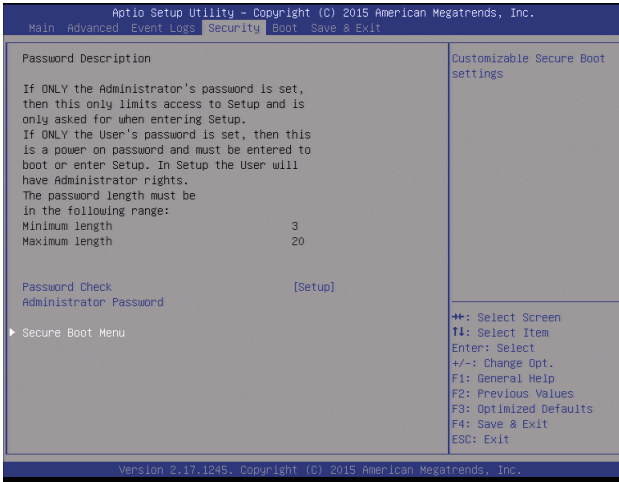 Aptio Setup Utility – Copyright (C) 2015 American Megatrends, Inc.
Main Advanced Event Logs Security Boot Save & Exit
Password Description
If ONLY the Administrator's password is set,
then this only limits access to Setup and is
only asked for when entering Setup.
If ONLY the User's password is set, then this
is a power on password and must be entered to
boot or enter Setup. In Setup the User will
have Administrator rights.
The password length must be
in the following range:
Minimum length 3
Maximum length 20
Password Check [Setup]
Administrator Password
Secure Boot Menu
Customizable Secure Boot
settings
→←: Select Screen
↑↓: Select Item
Enter: Select
+/-: Change Opt.
F1: General Help
F2: Previous Values
F3: Optimized Defaults
F4: Save & Exit
ESC: Exit
Version 2.17.1245. Copyright (C) 2015 American Megatrends, Inc.